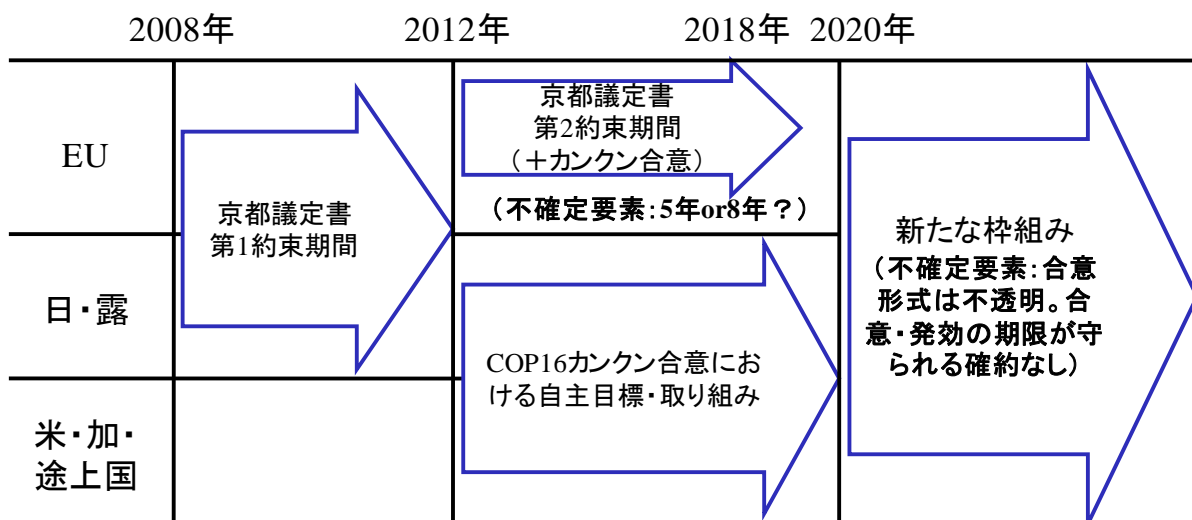 2008年
2012年
2018年
2020年
EU
京都議定書
第1約束期間
京都議定書
第2約束期間
（＋カンクン合意）
（不確定要素：5年or8年？）
新たな枠組み
（不確定要素：合意
形式は不透明。合
意・発効の期限が守
られる確約なし）
日・露
COP16カンクン合意にお
ける自主目標・取り組み
米・加・
途上国